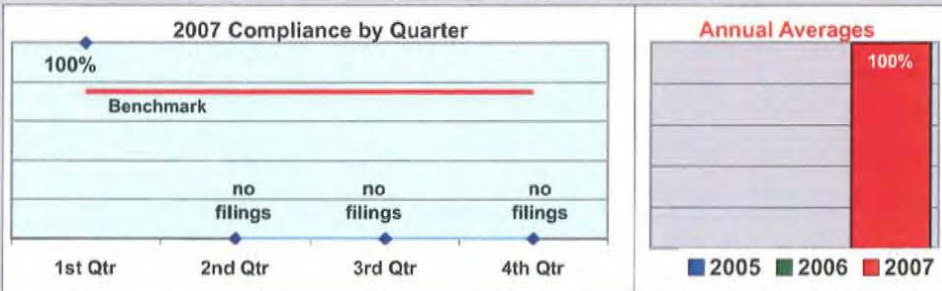 2007 Compliance by Quarter
100%
Benchmark
no
filings
no
filings
no
filings
1st Qtr
2nd Qtr
3rd Qtr
4th Qtr
Annual Averages
100%
2005
2006
2007